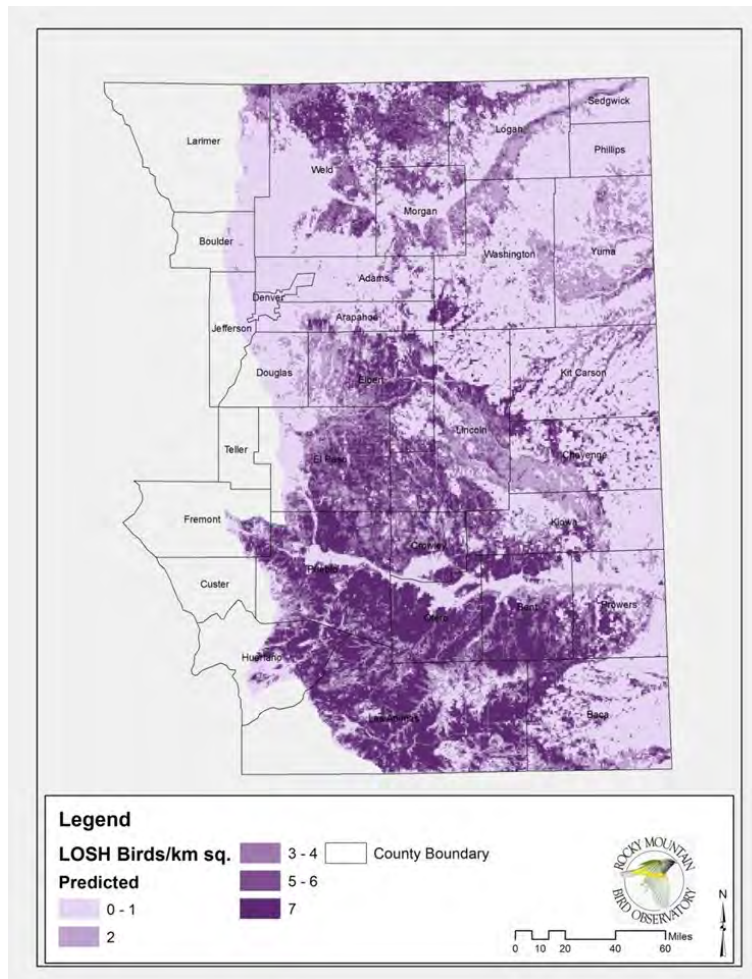 Sedgwick
Logan
Larimer
Phillips
Weld
Morgan
Boulder
Washington
Yuma
Adams
Denver
Arapahoe
Jefferson
Douglas
Elbert
Kit Carson
Lincoln
Teller
El Paso
Cheyenne
Fremont
Kiowa
Crowley
Pueblo
Custer
Otero
Bent
Prowers
Huerfano
Las Animas
Baca
Legend
LOSH Birds/km sq.
Predicted
0 - 1
2
3 - 4
5 - 6
7
County Boundary
ROCKY MOUNTAIN
BIRD OBSERVATORY
N
Miles
0 10 20 40 60